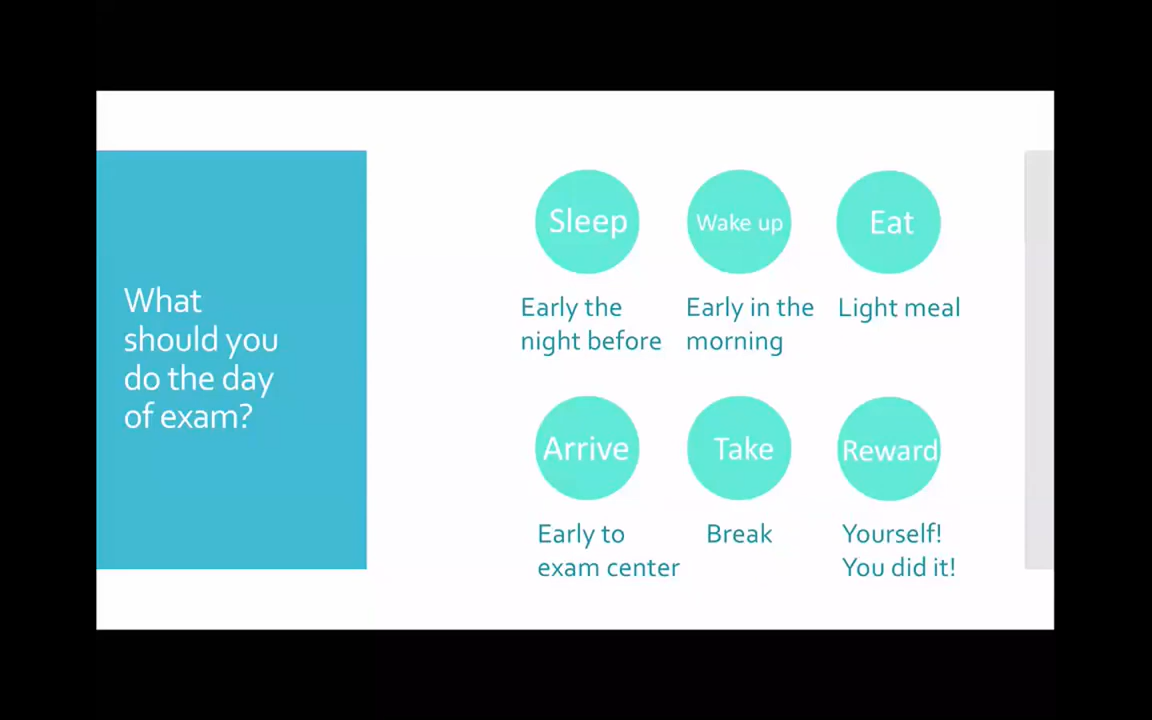 What
should you
do the day
of exam?
Sleep
Early the
night before
Wake up
Early in the
morning
Eat
Light meal
Arrive
Early to
exam center
Take
Break
Reward
Yourself!
You did it!